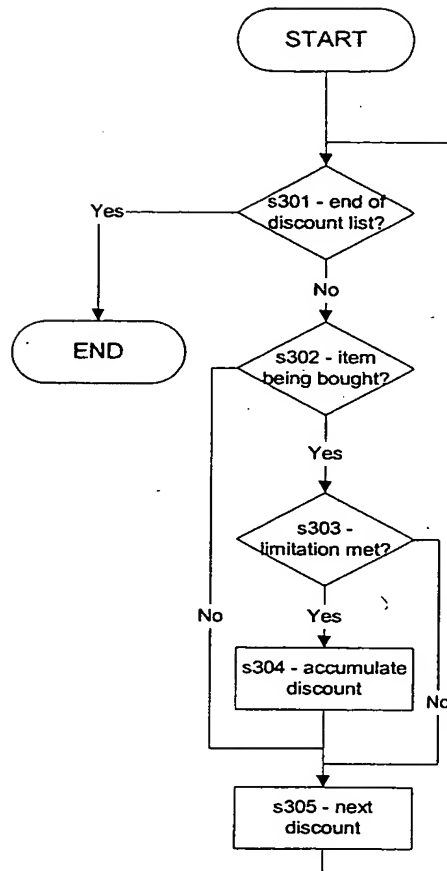 START
s301 - end of
discount list?
Yes
No
END
s302 - item
being bought?
Yes
s303 -
limitation met?
No
Yes
s304 - accumulate
discount
No
s305 - next
discount